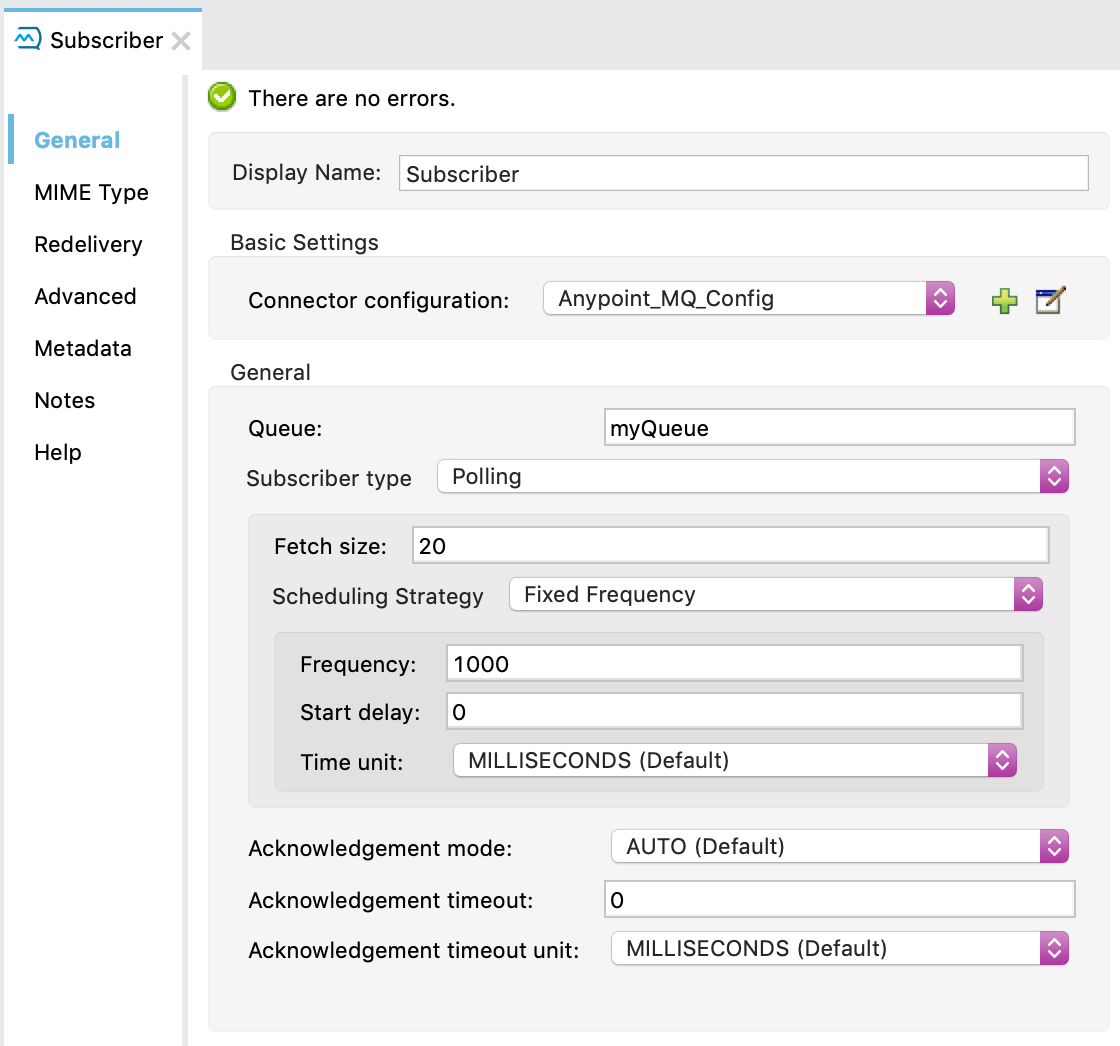 Subscriber
There are no errors.
General
MIME Type
Redelivery
Advanced
Metadata
Notes
Help
Display Name: Subscriber
Basic Settings
Connector configuration: Anypoint_MQ_Config
General
Queue: myQueue
Subscriber type Polling
Fetch size: 20
Scheduling Strategy Fixed Frequency
Frequency: 1000
Start delay: 0
Time unit: MILLISECONDS (Default)
Acknowledgement mode: AUTO (Default)
Acknowledgement timeout: 0
Acknowledgement timeout unit: MILLISECONDS (Default)